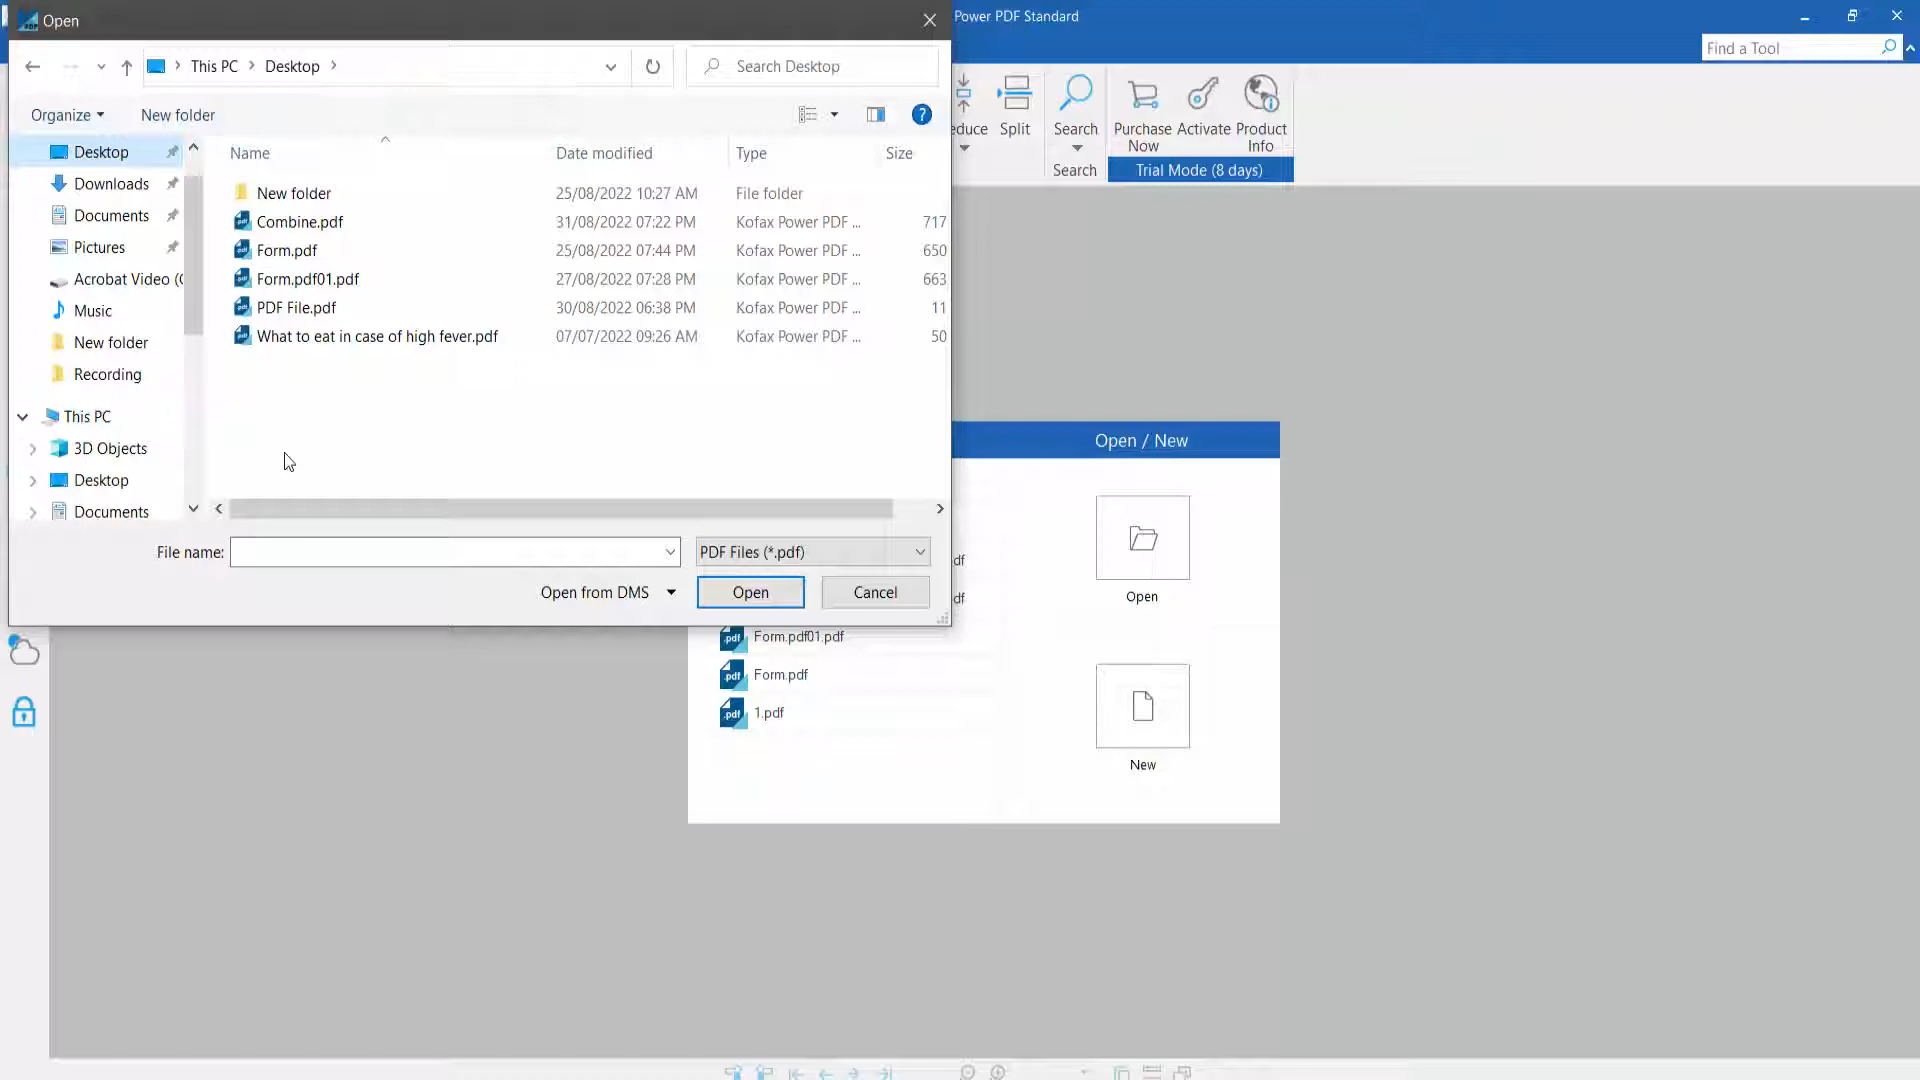 Open
Power PDF Standard
Find a Tool
This PC
Desktop
Search Desktop
Organize
New folder
Split
Search
Purchase Now
Activate
Product Info
Search
Trial Mode (8 days)
Name
Date modified
Type
Size
New folder
25/08/2022 10:27 AM
File folder
Combine.pdf
31/08/2022 07:22 PM
Kofax Power PDF ...
717
Form.pdf
25/08/2022 07:44 PM
Kofax Power PDF ...
650
Form.pdf01.pdf
27/08/2022 07:28 PM
Kofax Power PDF ...
663
PDF File.pdf
30/08/2022 06:38 PM
Kofax Power PDF ...
11
What to eat in case of high fever.pdf
07/07/2022 09:26 AM
Kofax Power PDF ...
50
Desktop
Downloads
Documents
Pictures
Acrobat Video (
Music
New folder
Recording
This PC
3D Objects
Desktop
Documents
File name:
PDF Files (*.pdf)
Open from DMS
Open
Cancel
Open / New
df
df
.pdf Form.pdf01.pdf
.pdf Form.pdf
.pdf 1.pdf
Open
New